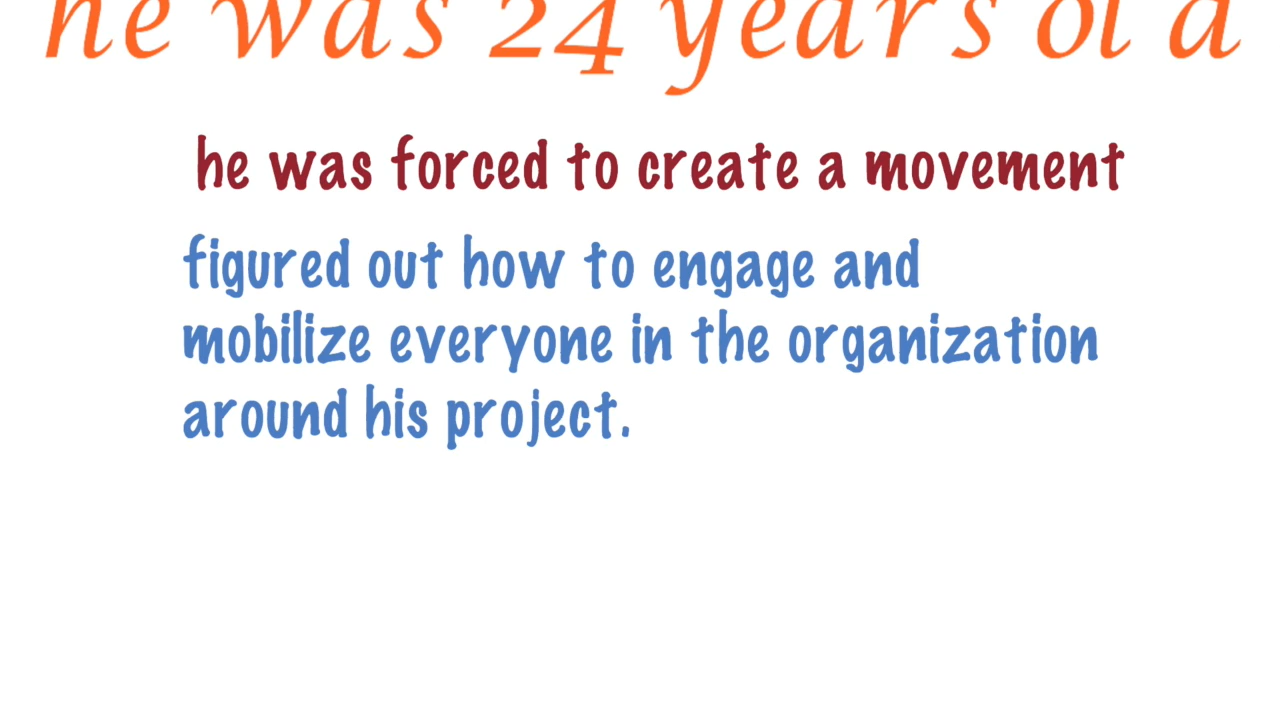 he was 24 years old
he was forced to create a movement
figured out how to engage and
mobilize everyone in the organization
around his project.